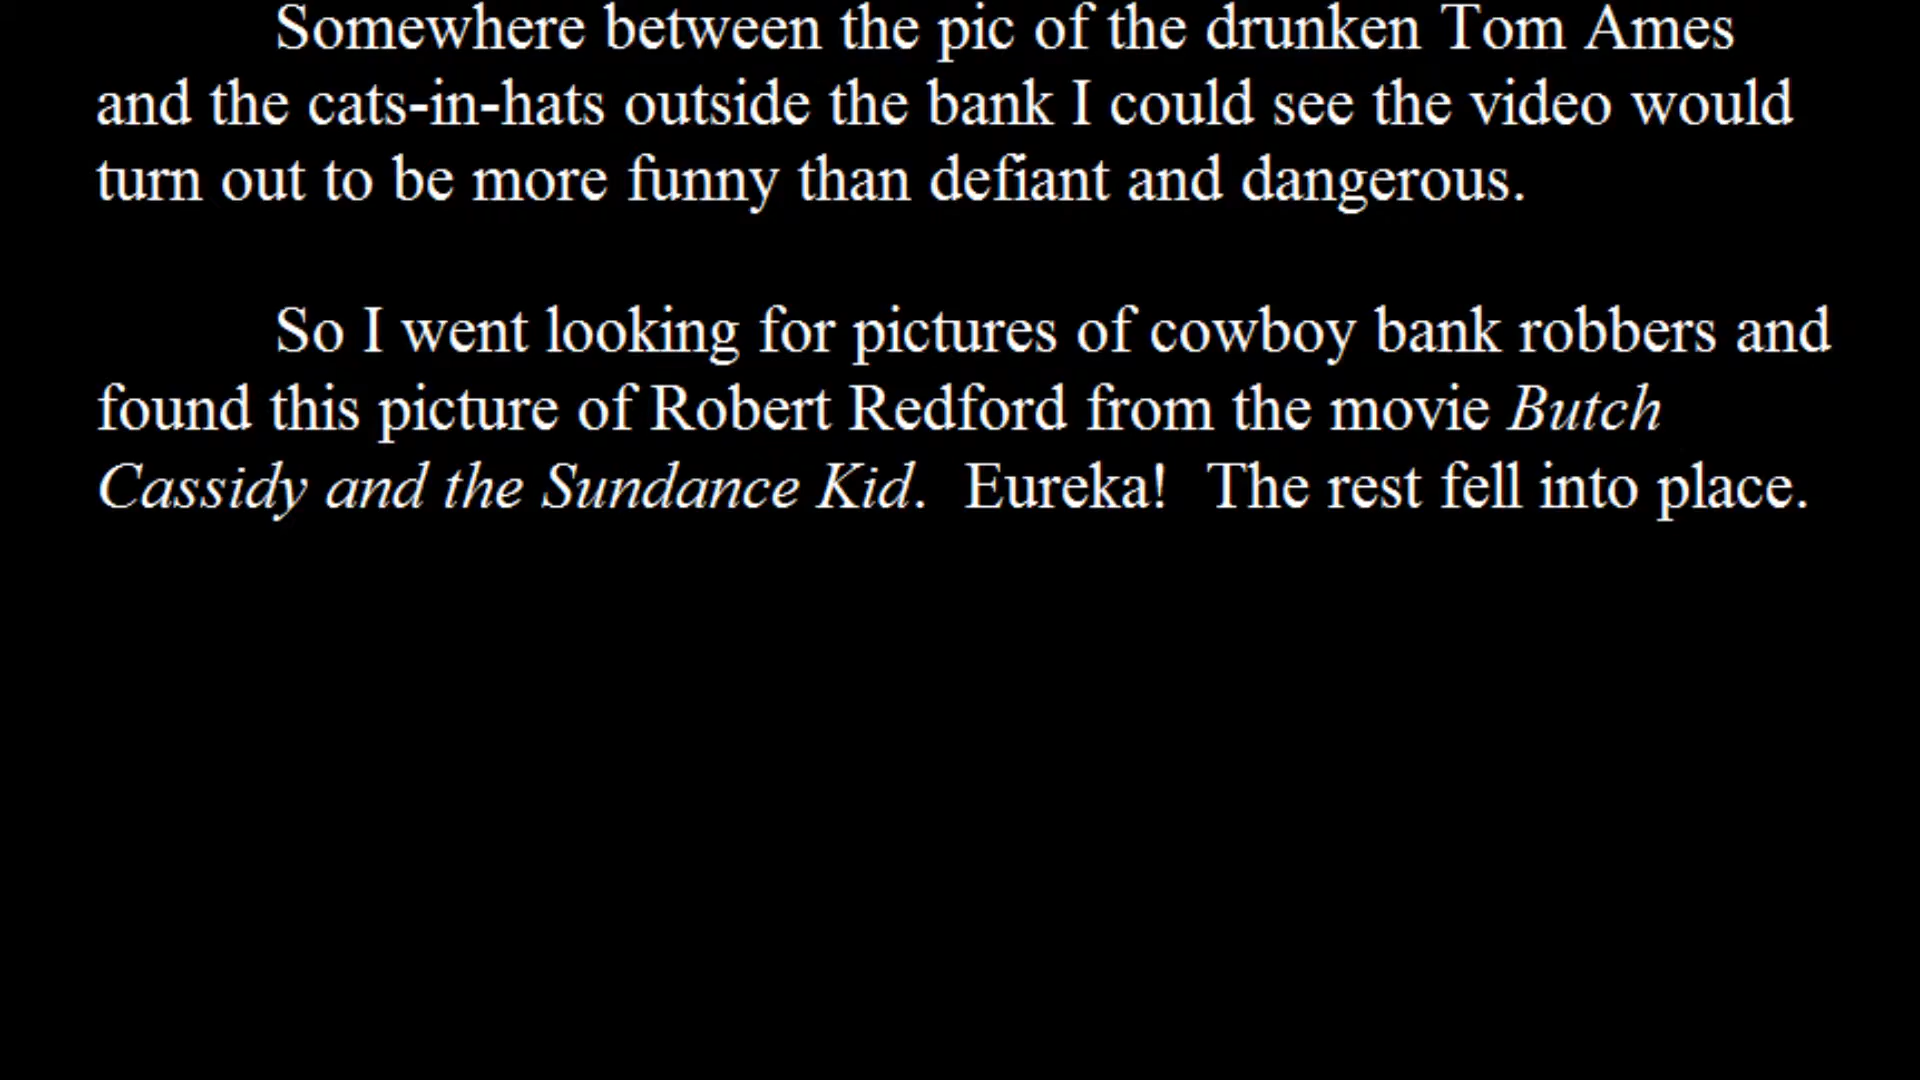 Somewhere between the pic of the drunken Tom Ames
and the cats-in-hats outside the bank I could see the video would
turn out to be more funny than defiant and dangerous.
So I went looking for pictures of cowboy bank robbers and
found this picture of Robert Redford from the movie Butch
Cassidy and the Sundance Kid.  Eureka!  The rest fell into place.